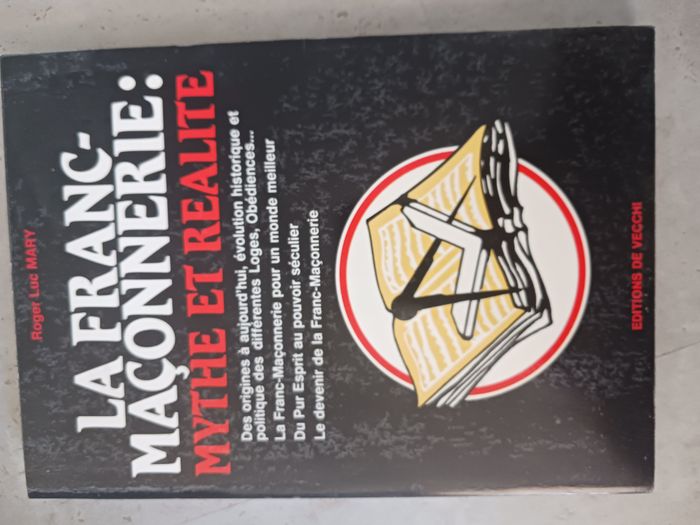 Roger Luc MARY
LA FRANC-
MAÇONNERIE:
MYTHE ET REALITE
Des origines à aujourd'hui, évolution historique et
politique des différentes Loges, Obédiences...
La Franc-Maçonnerie pour un monde meilleur
Du Pur Esprit au pouvoir séculier
Le devenir de la Franc-Maçonnerie
EDITIONS DE VECCHI